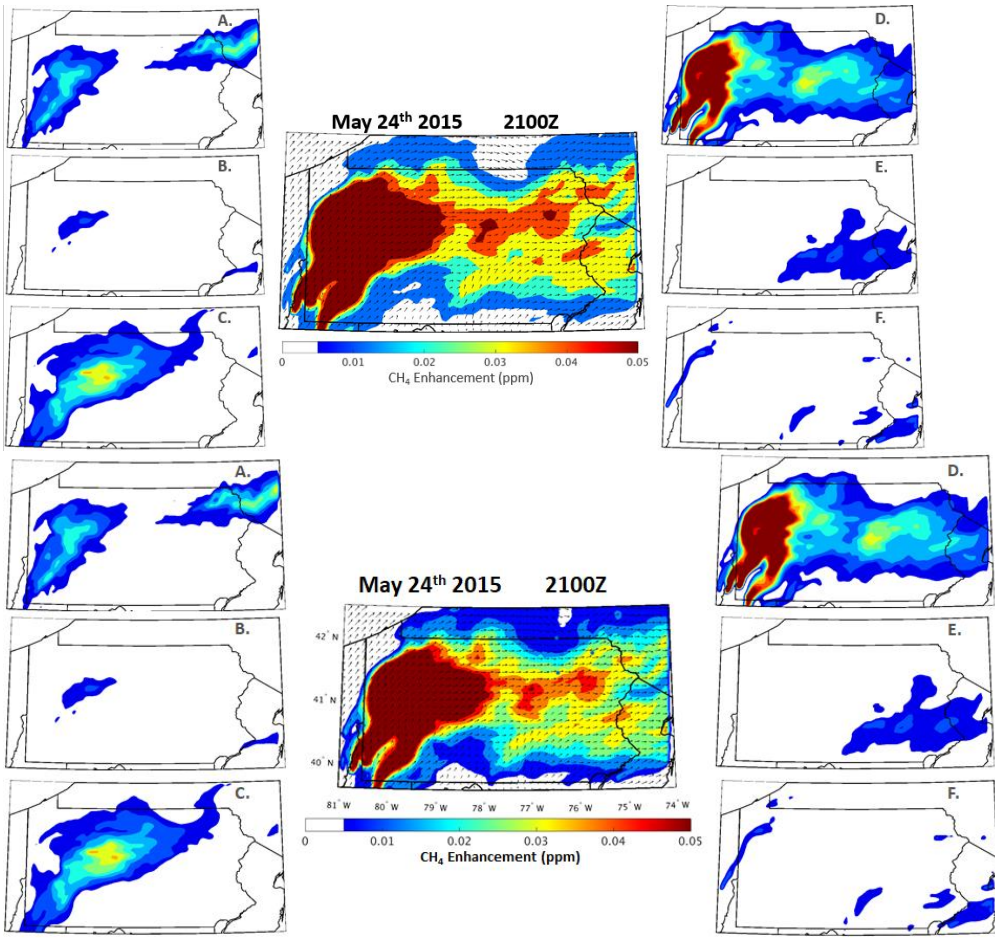 A.
D.
May 24th 2015 2100Z
B.
E.
C.
F.
0 0.01 0.02 0.03 0.04 0.05
CH4 Enhancement (ppm)
A.
D.
May 24th 2015 2100Z
B.
E.
42° N
41° N
40° N
C.
F.
81° W 80° W 79° W 78° W 77° W 76° W 75° W 74° W
0 0.01 0.02 0.03 0.04 0.05
CH4 Enhancement (ppm)